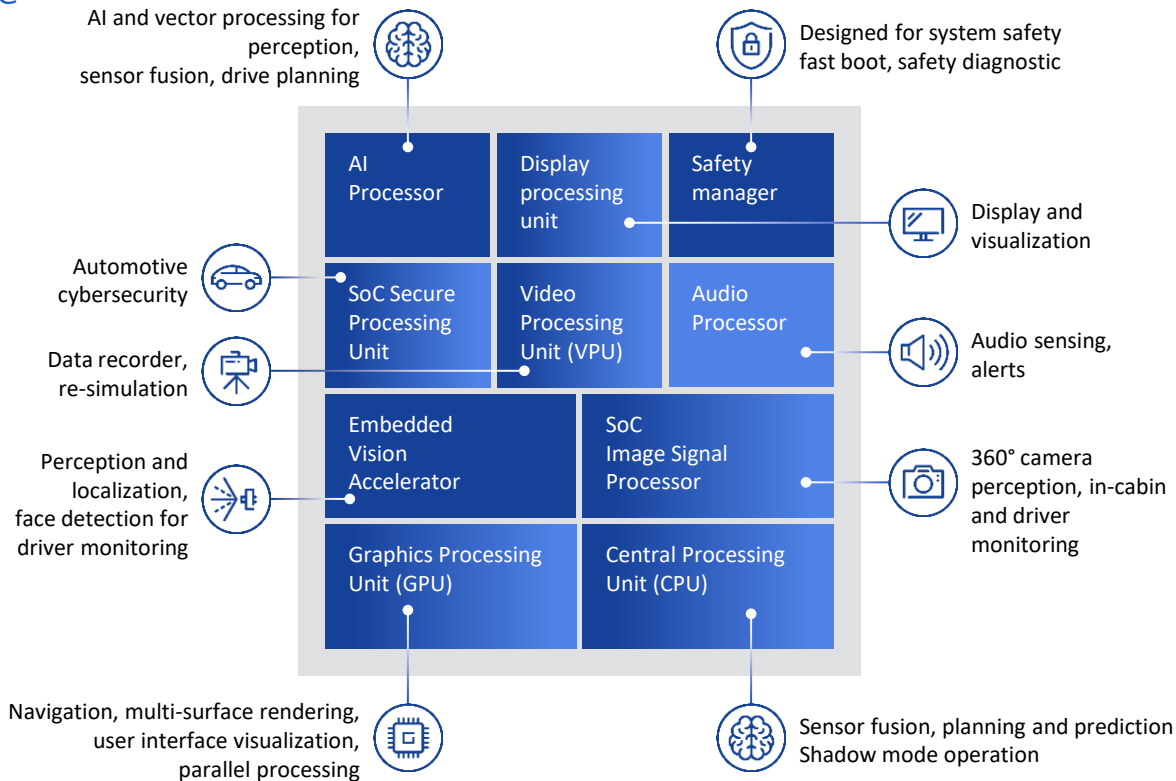 AI and vector processing for
perception,
sensor fusion, drive planning
Designed for system safety
fast boot, safety diagnostic
AI
Processor
Display
processing
unit
Safety
manager
Display and
visualization
Automotive
cybersecurity
SoC Secure
Processing
Unit
Video
Processing
Unit (VPU)
Audio
Processor
Audio sensing,
alerts
Data recorder,
re-simulation
Embedded
Vision
Accelerator
SoC
Image Signal
Processor
Perception and
localization,
face detection for
driver monitoring
360° camera
perception, in-cabin
and driver
monitoring
Graphics Processing
Unit (GPU)
Central Processing
Unit (CPU)
Navigation, multi-surface rendering,
user interface visualization,
parallel processing
Sensor fusion, planning and prediction
Shadow mode operation